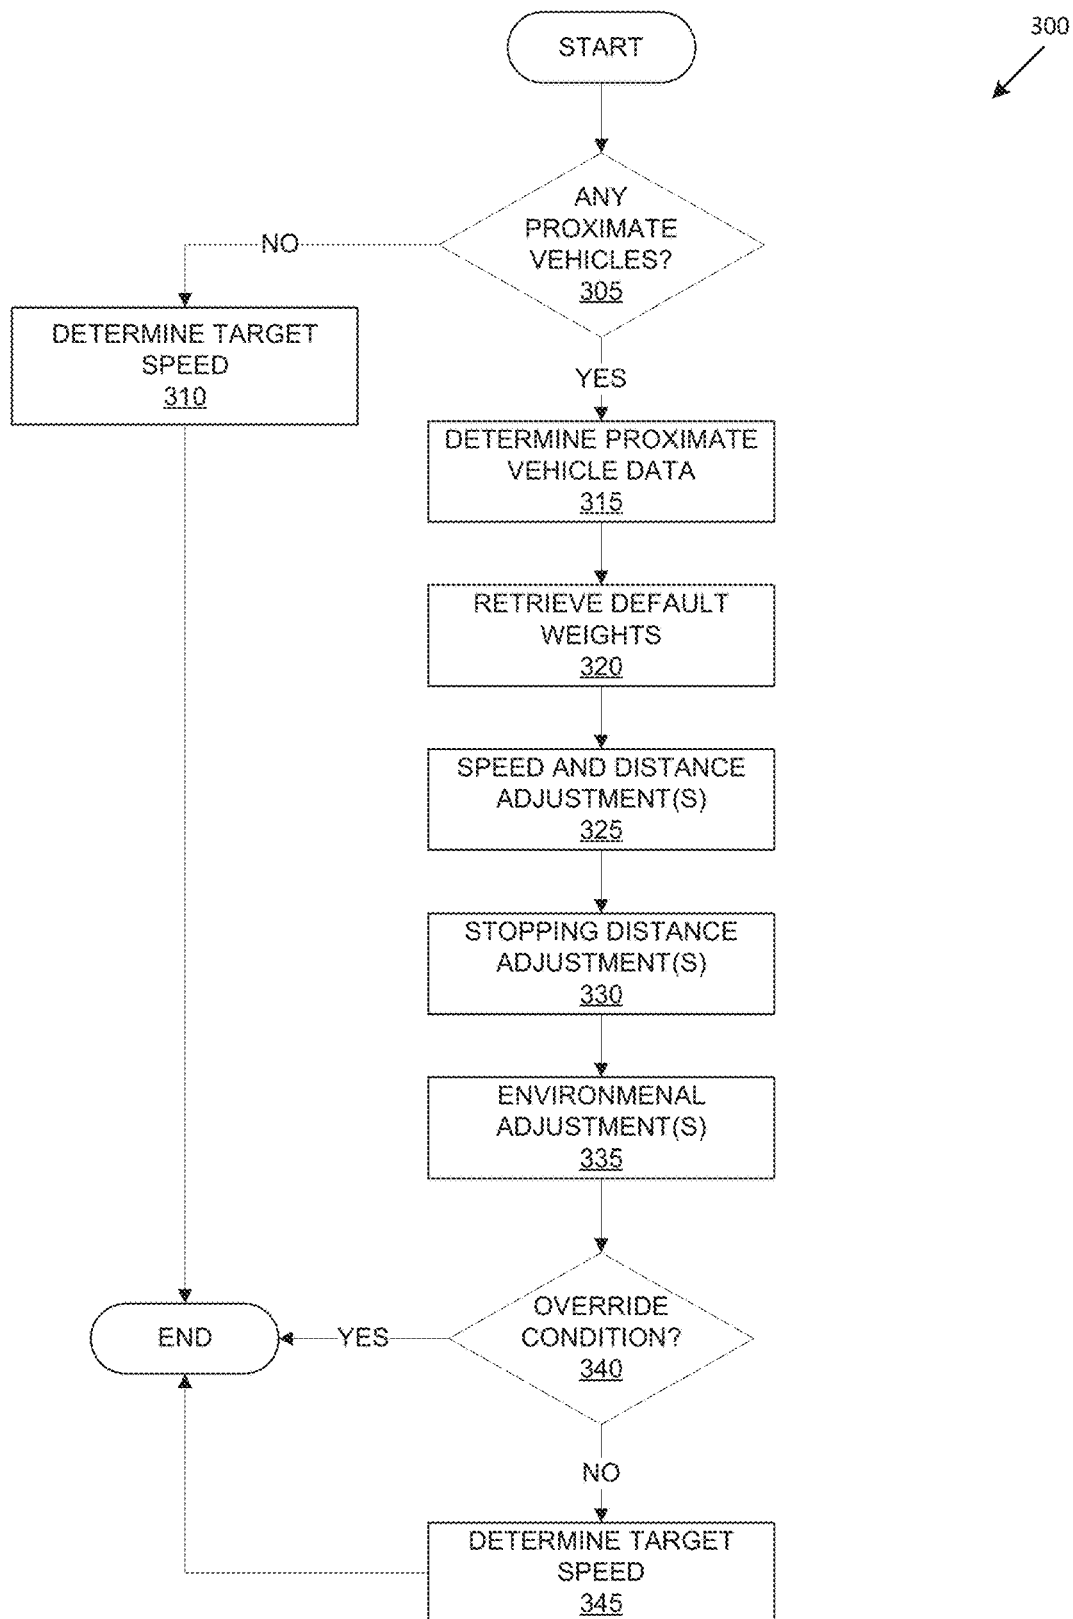 300
START
ANY
PROXIMATE
VEHICLES?
305
NO
DETERMINE TARGET
SPEED
310
YES
DETERMINE PROXIMATE
VEHICLE DATA
315
RETRIEVE DEFAULT
WEIGHTS
320
SPEED AND DISTANCE
ADJUSTMENT(S)
325
STOPPING DISTANCE
ADJUSTMENT(S)
330
ENVIRONMENAL
ADJUSTMENT(S)
335
OVERRIDE
CONDITION?
340
YES
END
NO
DETERMINE TARGET
SPEED
345